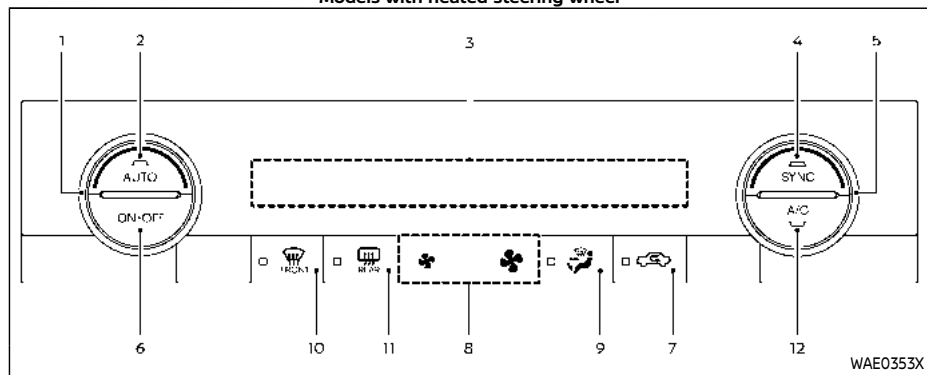 Models with heated steering wheel
1 2 3 4 5
AUTO
ON•OFF
SYNC
A/C
FRONT
REAR
6 10 11 8 9 7 12
WAE0353X